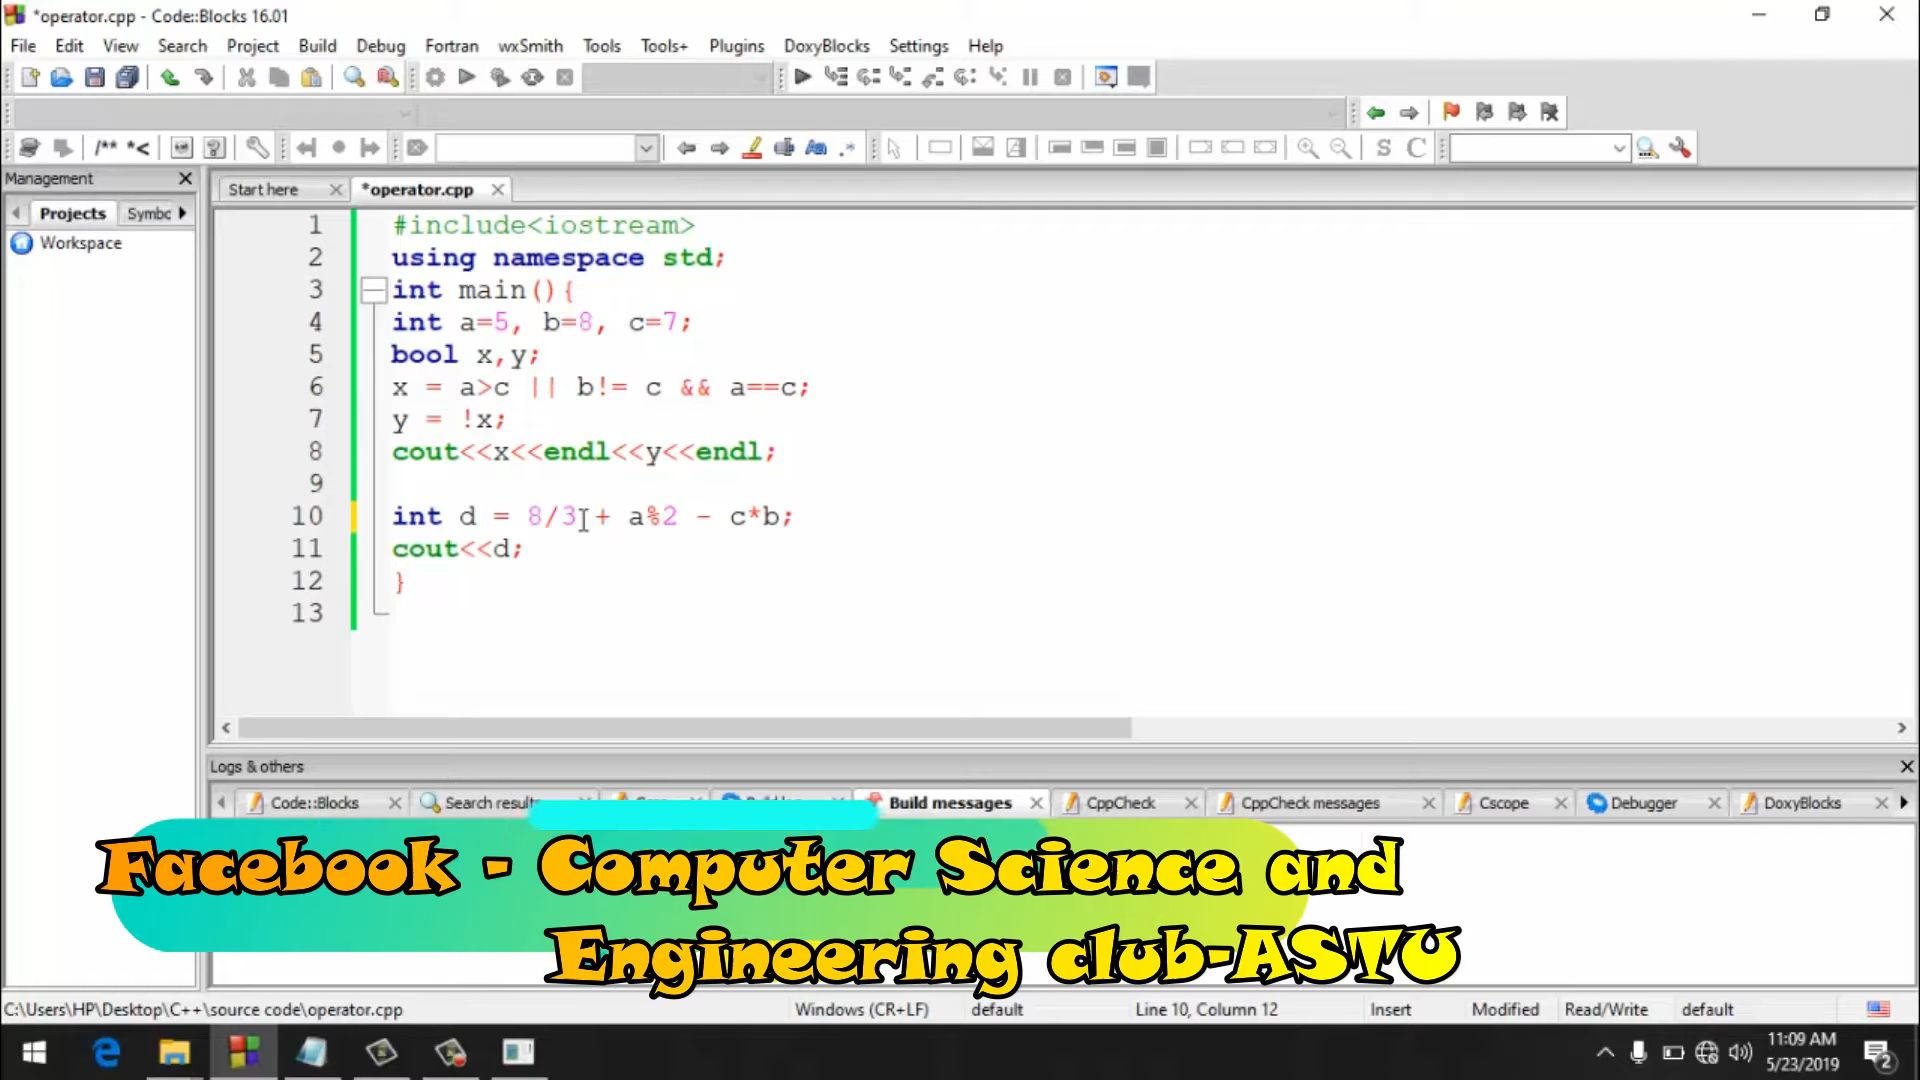 *operator.cpp - Code::Blocks 16.01
File Edit View Search Project Build Debug Fortran wxSmith Tools Tools+ Plugins DoxyBlocks Settings Help
/** *<
S C
Management
Projects Symbc
Workspace
Start here *operator.cpp
1 #include<iostream>
2 using namespace std;
3 int main(){
4 int a=5, b=8, c=7;
5 bool x,y;
6 x = a>c || b!= c && a==c;
7 y = !x;
8 cout<<x<<endl<<y<<endl;
9
10 int d = 8/3 + a%2 - c*b;
11 cout<<d;
12 }
13
Logs & others
Code::Blocks Search results Build messages CppCheck CppCheck messages Cscope Debugger DoxyBlocks
Facebook - Computer Science and
Engineering club-ASTU
C:\Users\HP\Desktop\C++\source code\operator.cpp Windows (CR+LF) default Line 10, Column 12 Insert Modified Read/Write default
11:09 AM
5/23/2019
2